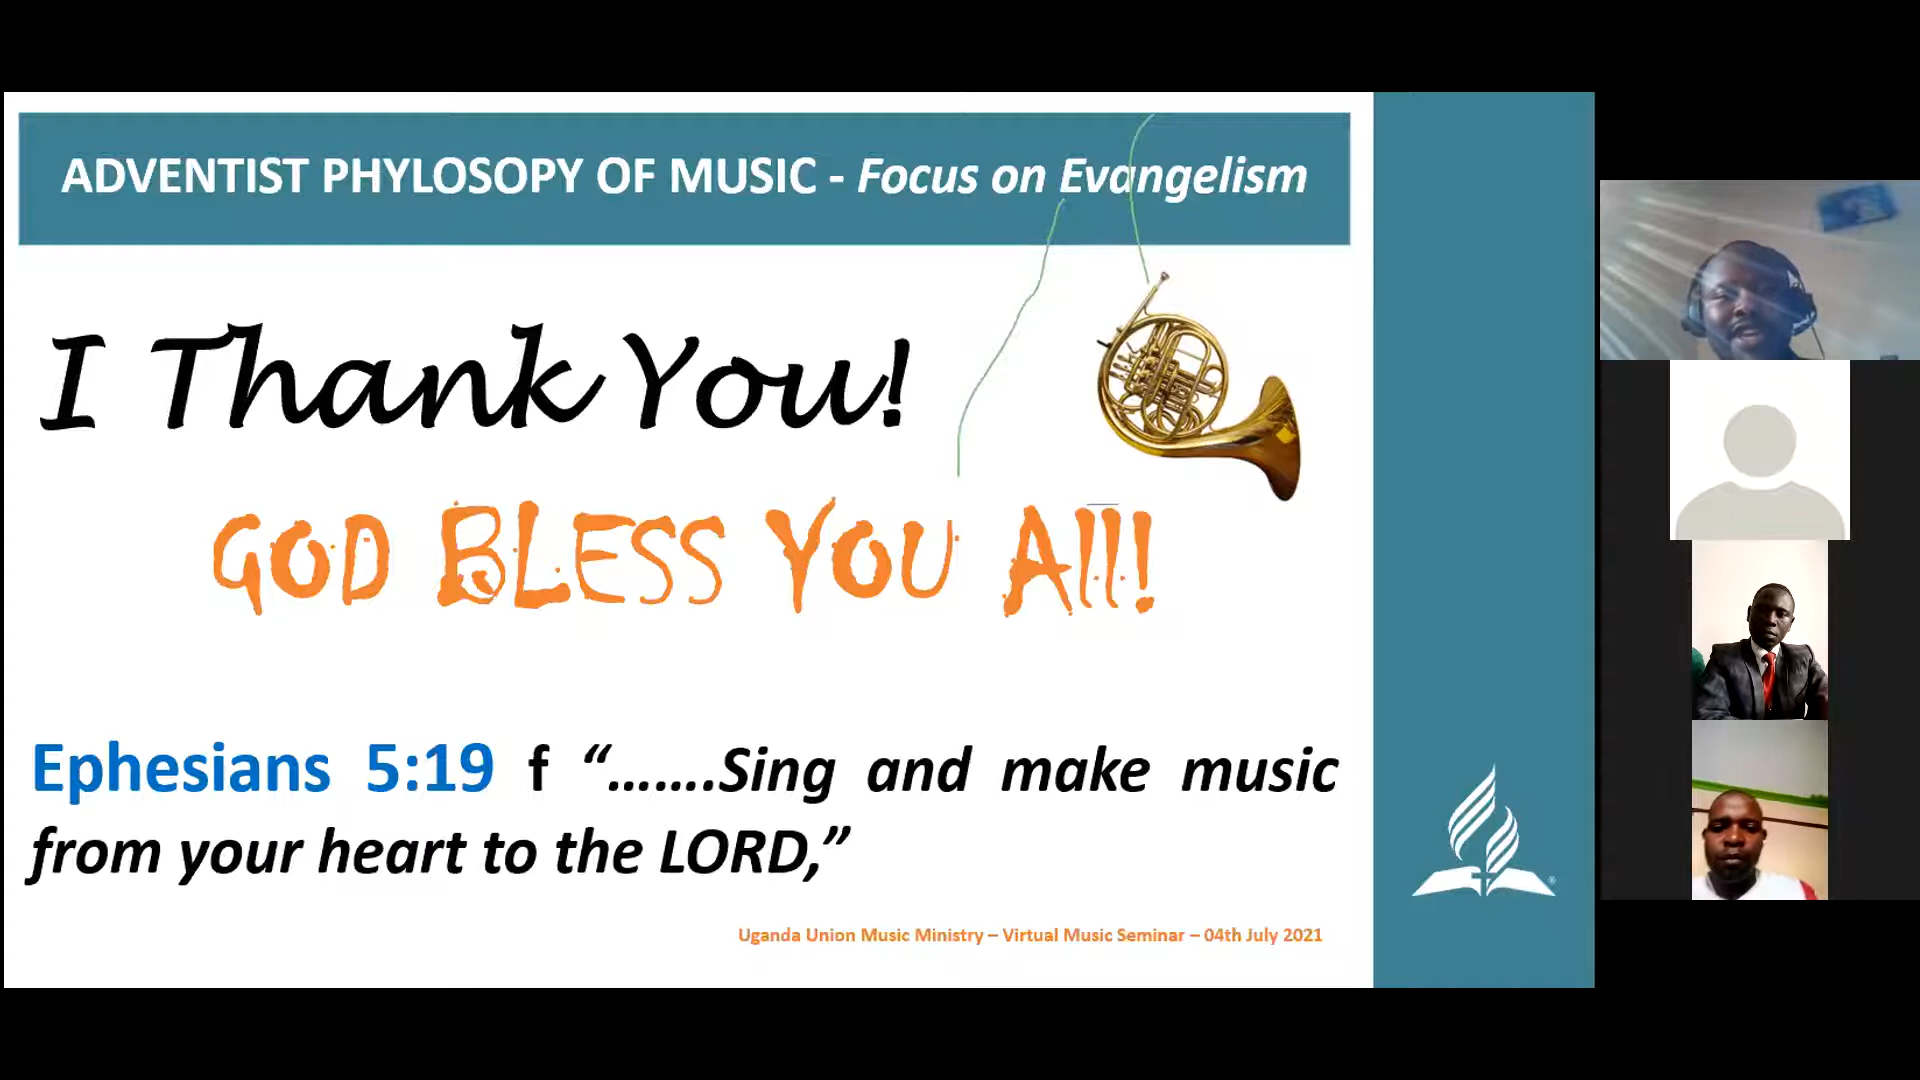 ADVENTIST PHYLOSOPY OF MUSIC - Focus on Evangelism
I Thank You!
GOD BLESS YOU All!
Ephesians 5:19 f “…….Sing and make music
from your heart to the LORD,”
Uganda Union Music Ministry – Virtual Music Seminar – 04th July 2021